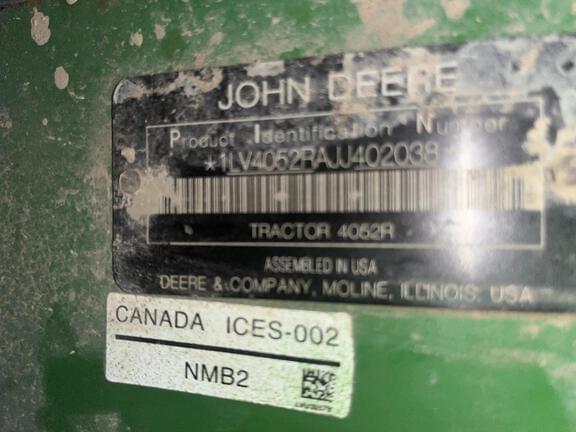 JOHN DEERE
Product Identification Number
*1LV4052RAJJ402038
TRACTOR 4052R
ASSEMBLED IN USA
DEERE & COMPANY, MOLINE, ILLINOIS, USA
CANADA ICES-002
NMB2